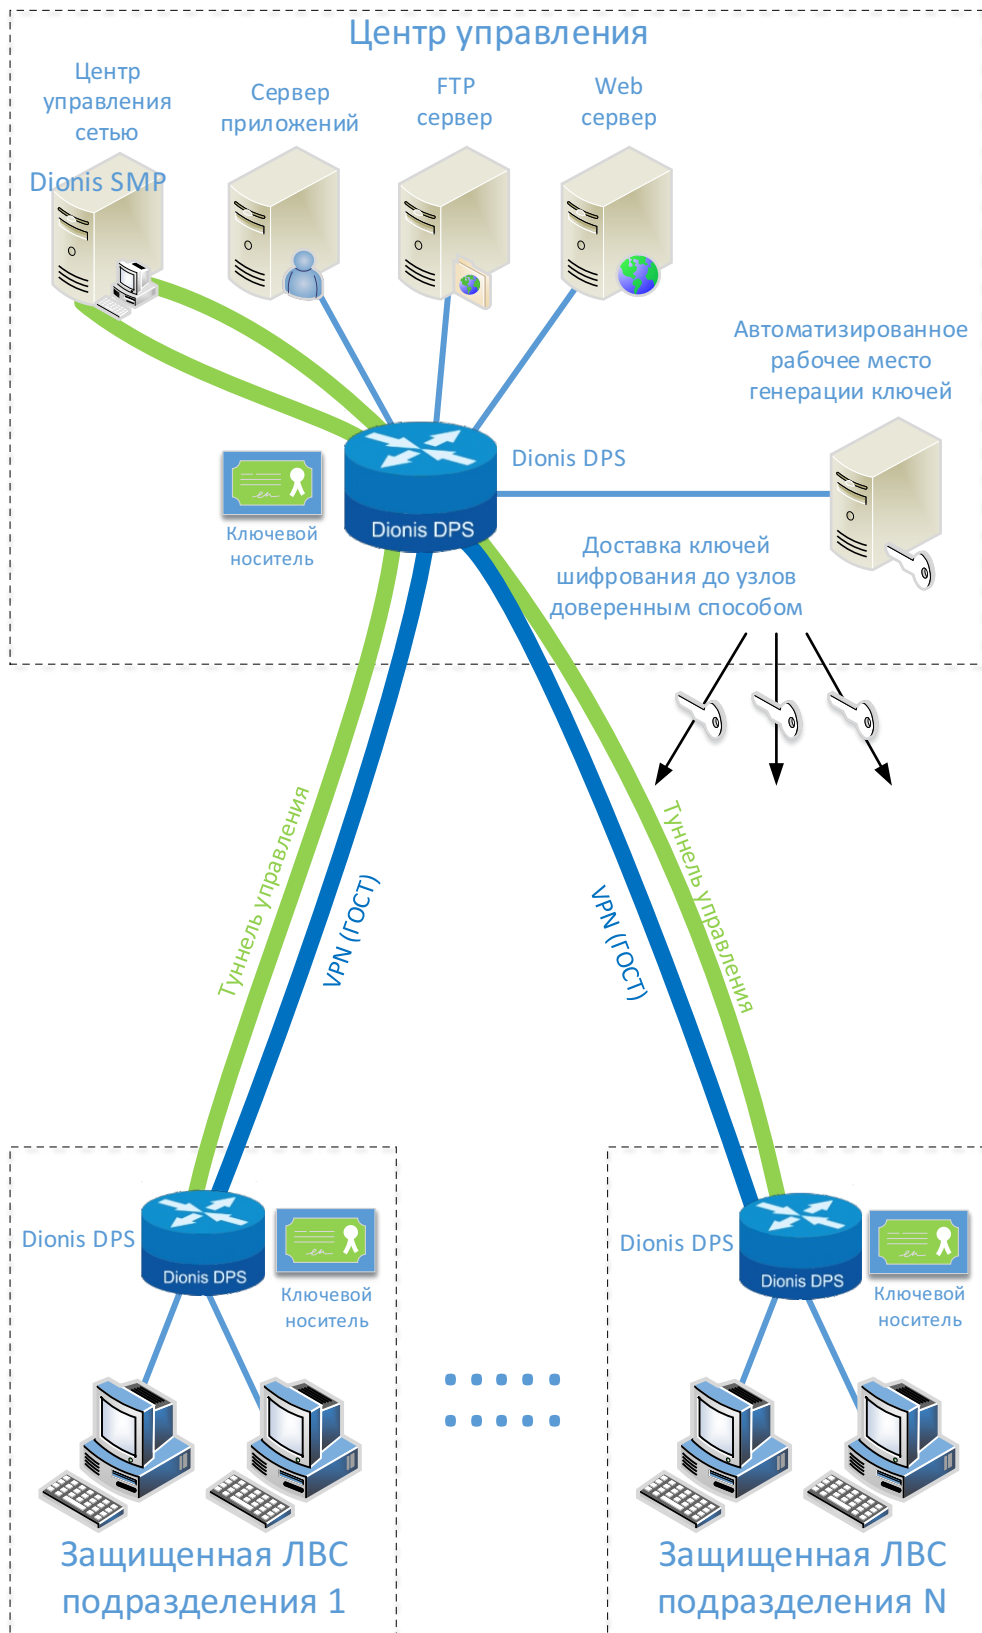 Центр управления
Центр
управления
сетью
Dionis SMP
Сервер
приложений
FTP
сервер
Web
сервер
Автоматизированное
рабочее место
генерации ключей
Dionis DPS
Dionis DPS
Ключевой
носитель
Доставка ключей
шифрования до узлов
доверенным способом
Туннель управления
VPN (ГОСТ)
VPN (ГОСТ)
Туннель управления
Dionis DPS
Dionis DPS
Ключевой
носитель
Защищенная ЛВС
подразделения 1
Dionis DPS
Dionis DPS
Ключевой
носитель
Защищенная ЛВС
подразделения N